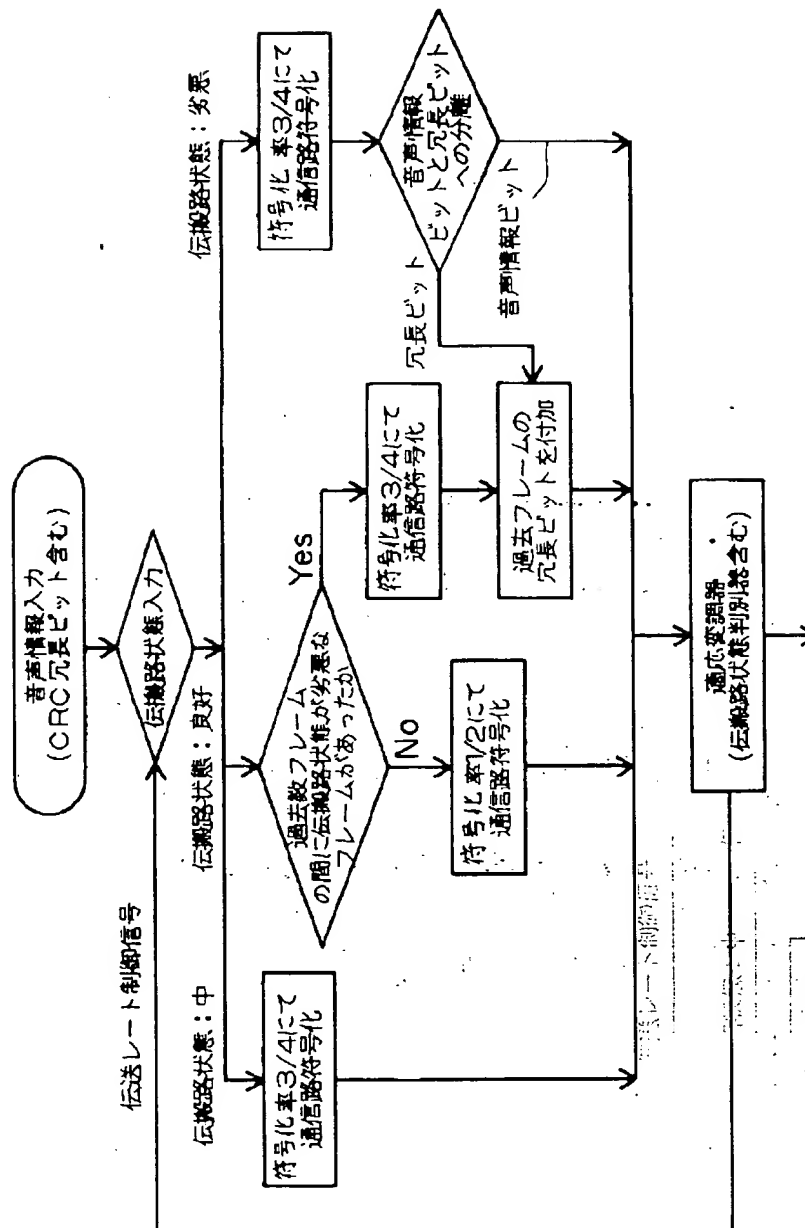 音声情報入力
(CRC冗長ビット含む)
伝送レート制御信号
伝搬路状態入力
伝搬路状態：中
伝搬路状態：良好
伝搬路状態：劣悪
符号化率3/4にて
通信路符号化
過去数フレーム
の間に伝搬路状態が劣悪な
フレームがあったか
Yes
No
符号化率3/4にて
通信路符号化
符号化率1/2にて
通信路符号化
符号化率3/4にて
通信路符号化
音声情報
ビットと冗長ビット
への分離
冗長ビット
音声情報ビット
過去フレームの
冗長ビットを付加
適応変調器
(伝搬路状態判別器含む)